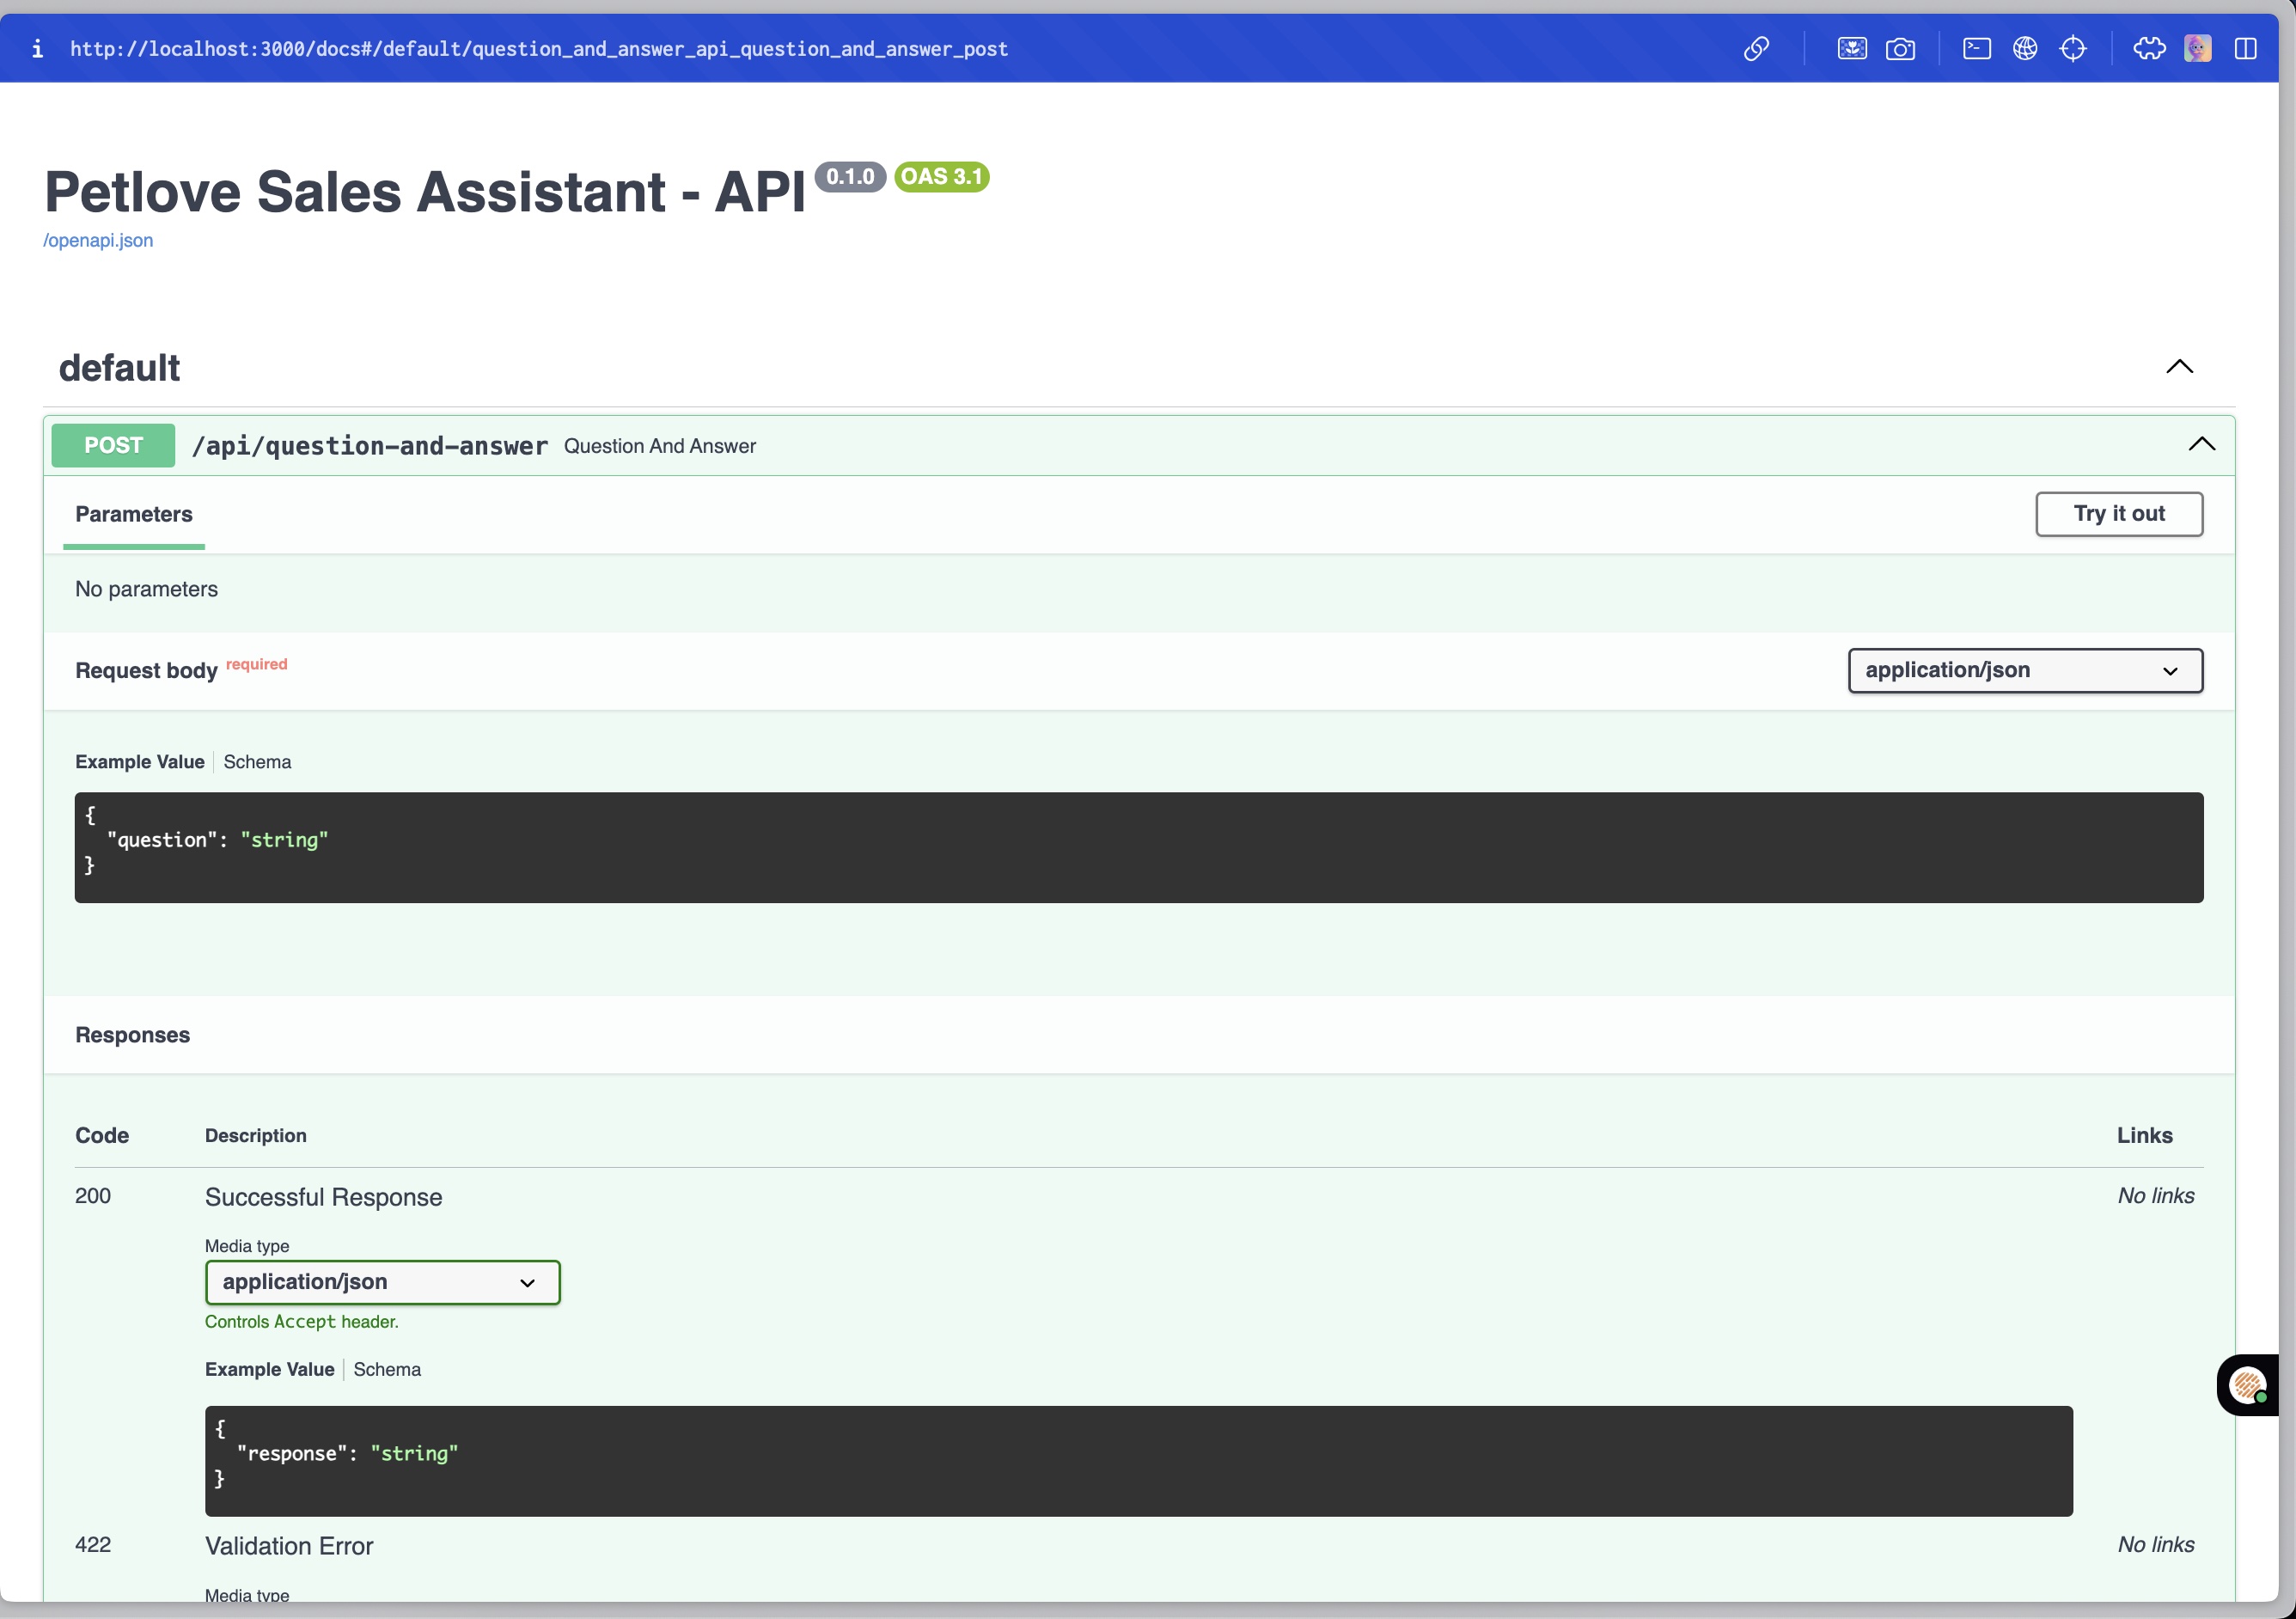 i http://localhost:3000/docs#/default/question_and_answer_api_question_and_answer_post
Petlove Sales Assistant - API 0.1.0 OAS 3.1
/openapi.json
default
POST /api/question-and-answer Question And Answer
Parameters
Try it out
No parameters
Request body required
application/json
Example Value Schema
{
  "question": "string"
}
Responses
Code Description Links
200 Successful Response No links
Media type
application/json
Controls Accept header.
Example Value Schema
{
  "response": "string"
}
422 Validation Error No links
Media type